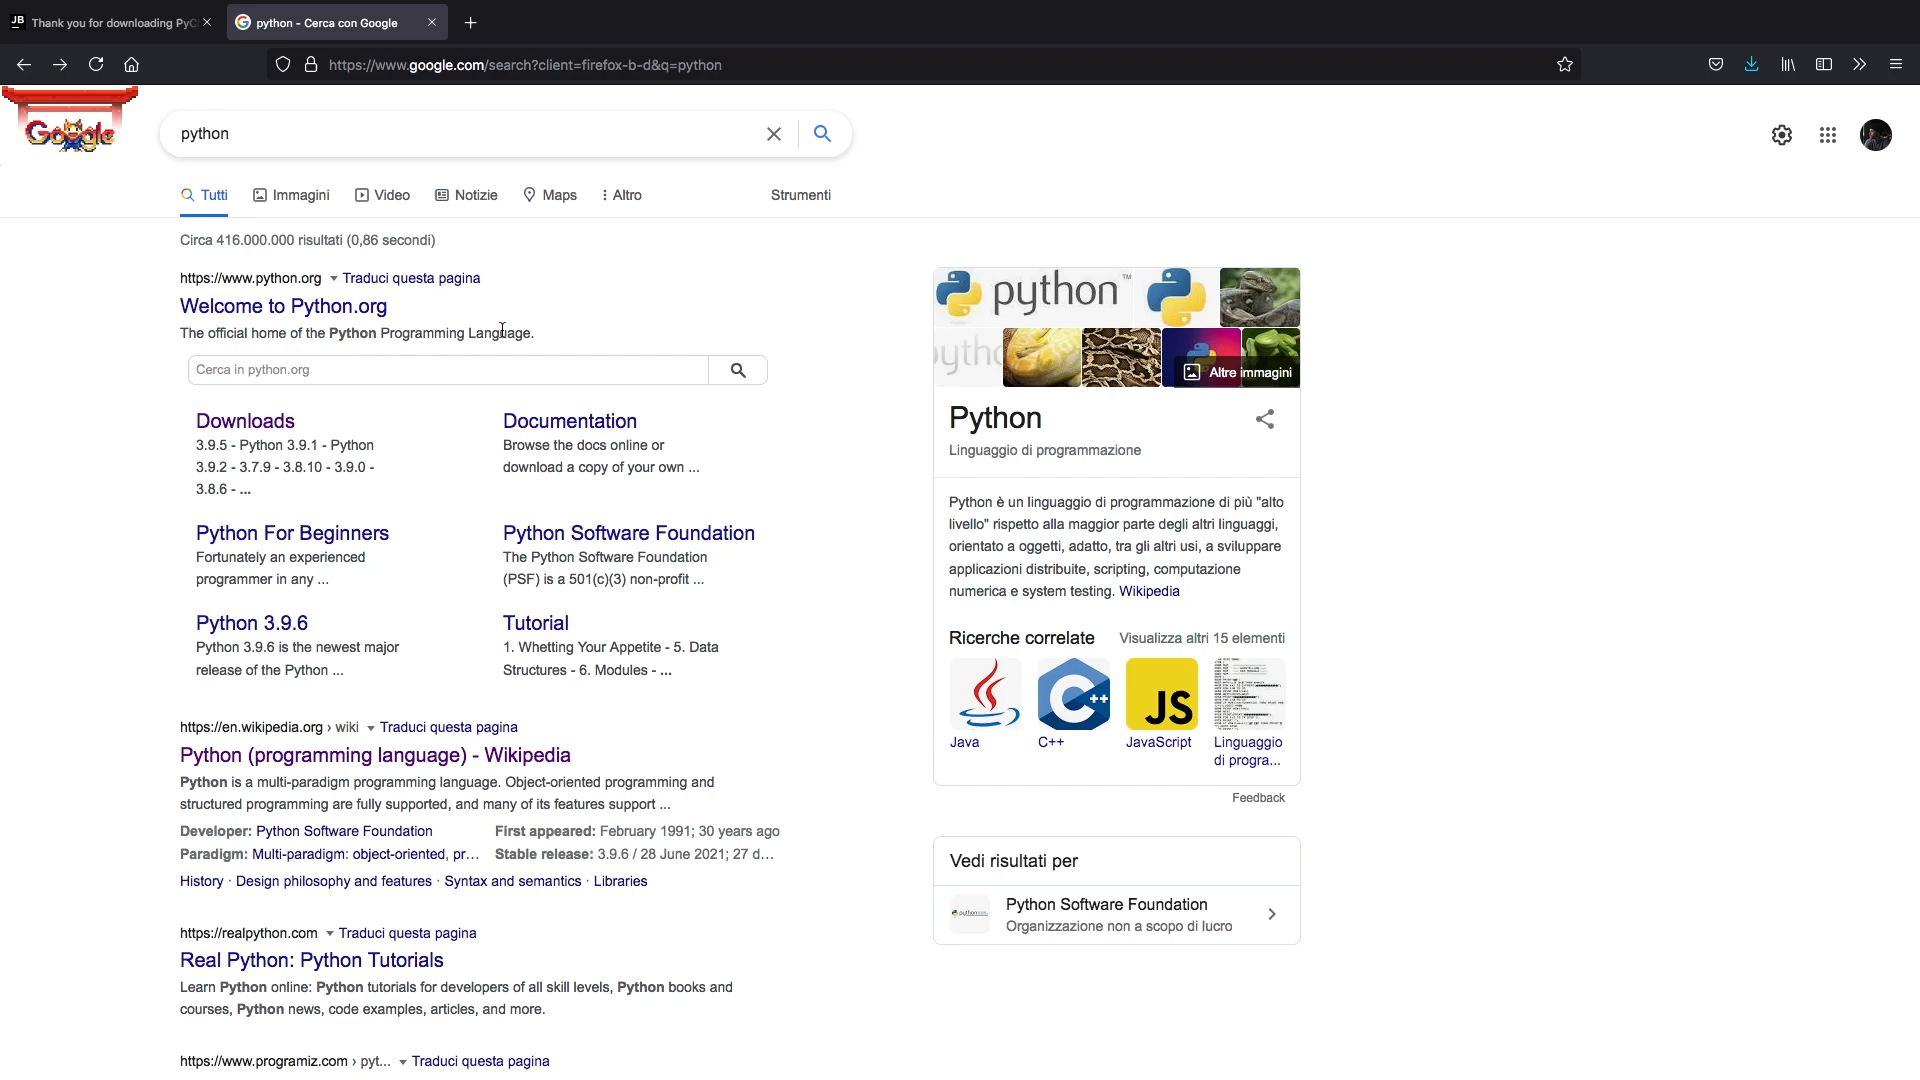 JB Thank you for downloading PyC
python - Cerca con Google
https://www.google.com/search?client=firefox-b-d&q=python
Google
python
Tutti
Immagini
Video
Notizie
Maps
Altro
Strumenti
Circa 416.000.000 risultati (0,86 secondi)
https://www.python.org
Traduci questa pagina
Welcome to Python.org
The official home of the Python Programming Language.
Cerca in python.org
Downloads
3.9.5 - Python 3.9.1 - Python
3.9.2 - 3.7.9 - 3.8.10 - 3.9.0 -
3.8.6 - ...
Documentation
Browse the docs online or
download a copy of your own ...
Python For Beginners
Fortunately an experienced
programmer in any ...
Python Software Foundation
The Python Software Foundation
(PSF) is a 501(c)(3) non-profit ...
Python 3.9.6
Python 3.9.6 is the newest major
release of the Python ...
Tutorial
1. Whetting Your Appetite - 5. Data
Structures - 6. Modules - ...
https://en.wikipedia.org › wiki
Traduci questa pagina
Python (programming language) - Wikipedia
Python is a multi-paradigm programming language. Object-oriented programming and
structured programming are fully supported, and many of its features support ...
Developer: Python Software Foundation
First appeared: February 1991; 30 years ago
Paradigm: Multi-paradigm: object-oriented, pr...
Stable release: 3.9.6 / 28 June 2021; 27 d...
History · Design philosophy and features · Syntax and semantics · Libraries
https://realpython.com
Traduci questa pagina
Real Python: Python Tutorials
Learn Python online: Python tutorials for developers of all skill levels, Python books and
courses, Python news, code examples, articles, and more.
https://www.programiz.com › pyt...
Traduci questa pagina
python™
ytho
Altre immagini
Python
Linguaggio di programmazione
Python è un linguaggio di programmazione di più "alto
livello" rispetto alla maggior parte degli altri linguaggi,
orientato a oggetti, adatto, tra gli altri usi, a sviluppare
applicazioni distribuite, scripting, computazione
numerica e system testing. Wikipedia
Ricerche correlate
Visualizza altri 15 elementi
C++
JS
Java
C++
JavaScript
Linguaggio
di progra...
Feedback
Vedi risultati per
Python Software Foundation
Organizzazione non a scopo di lucro